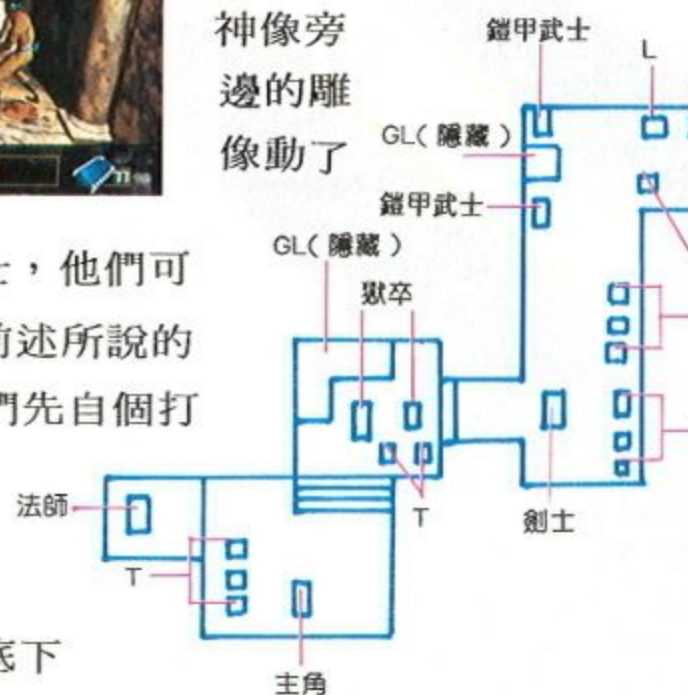 神像旁
邊的雕
像動了
，他們可
前述所說的
們先自個打
底下
鎧甲武士
L
GL(隱藏)
鎧甲武士
GL(隱藏)
獄卒
法師
T
T
劍士
主角